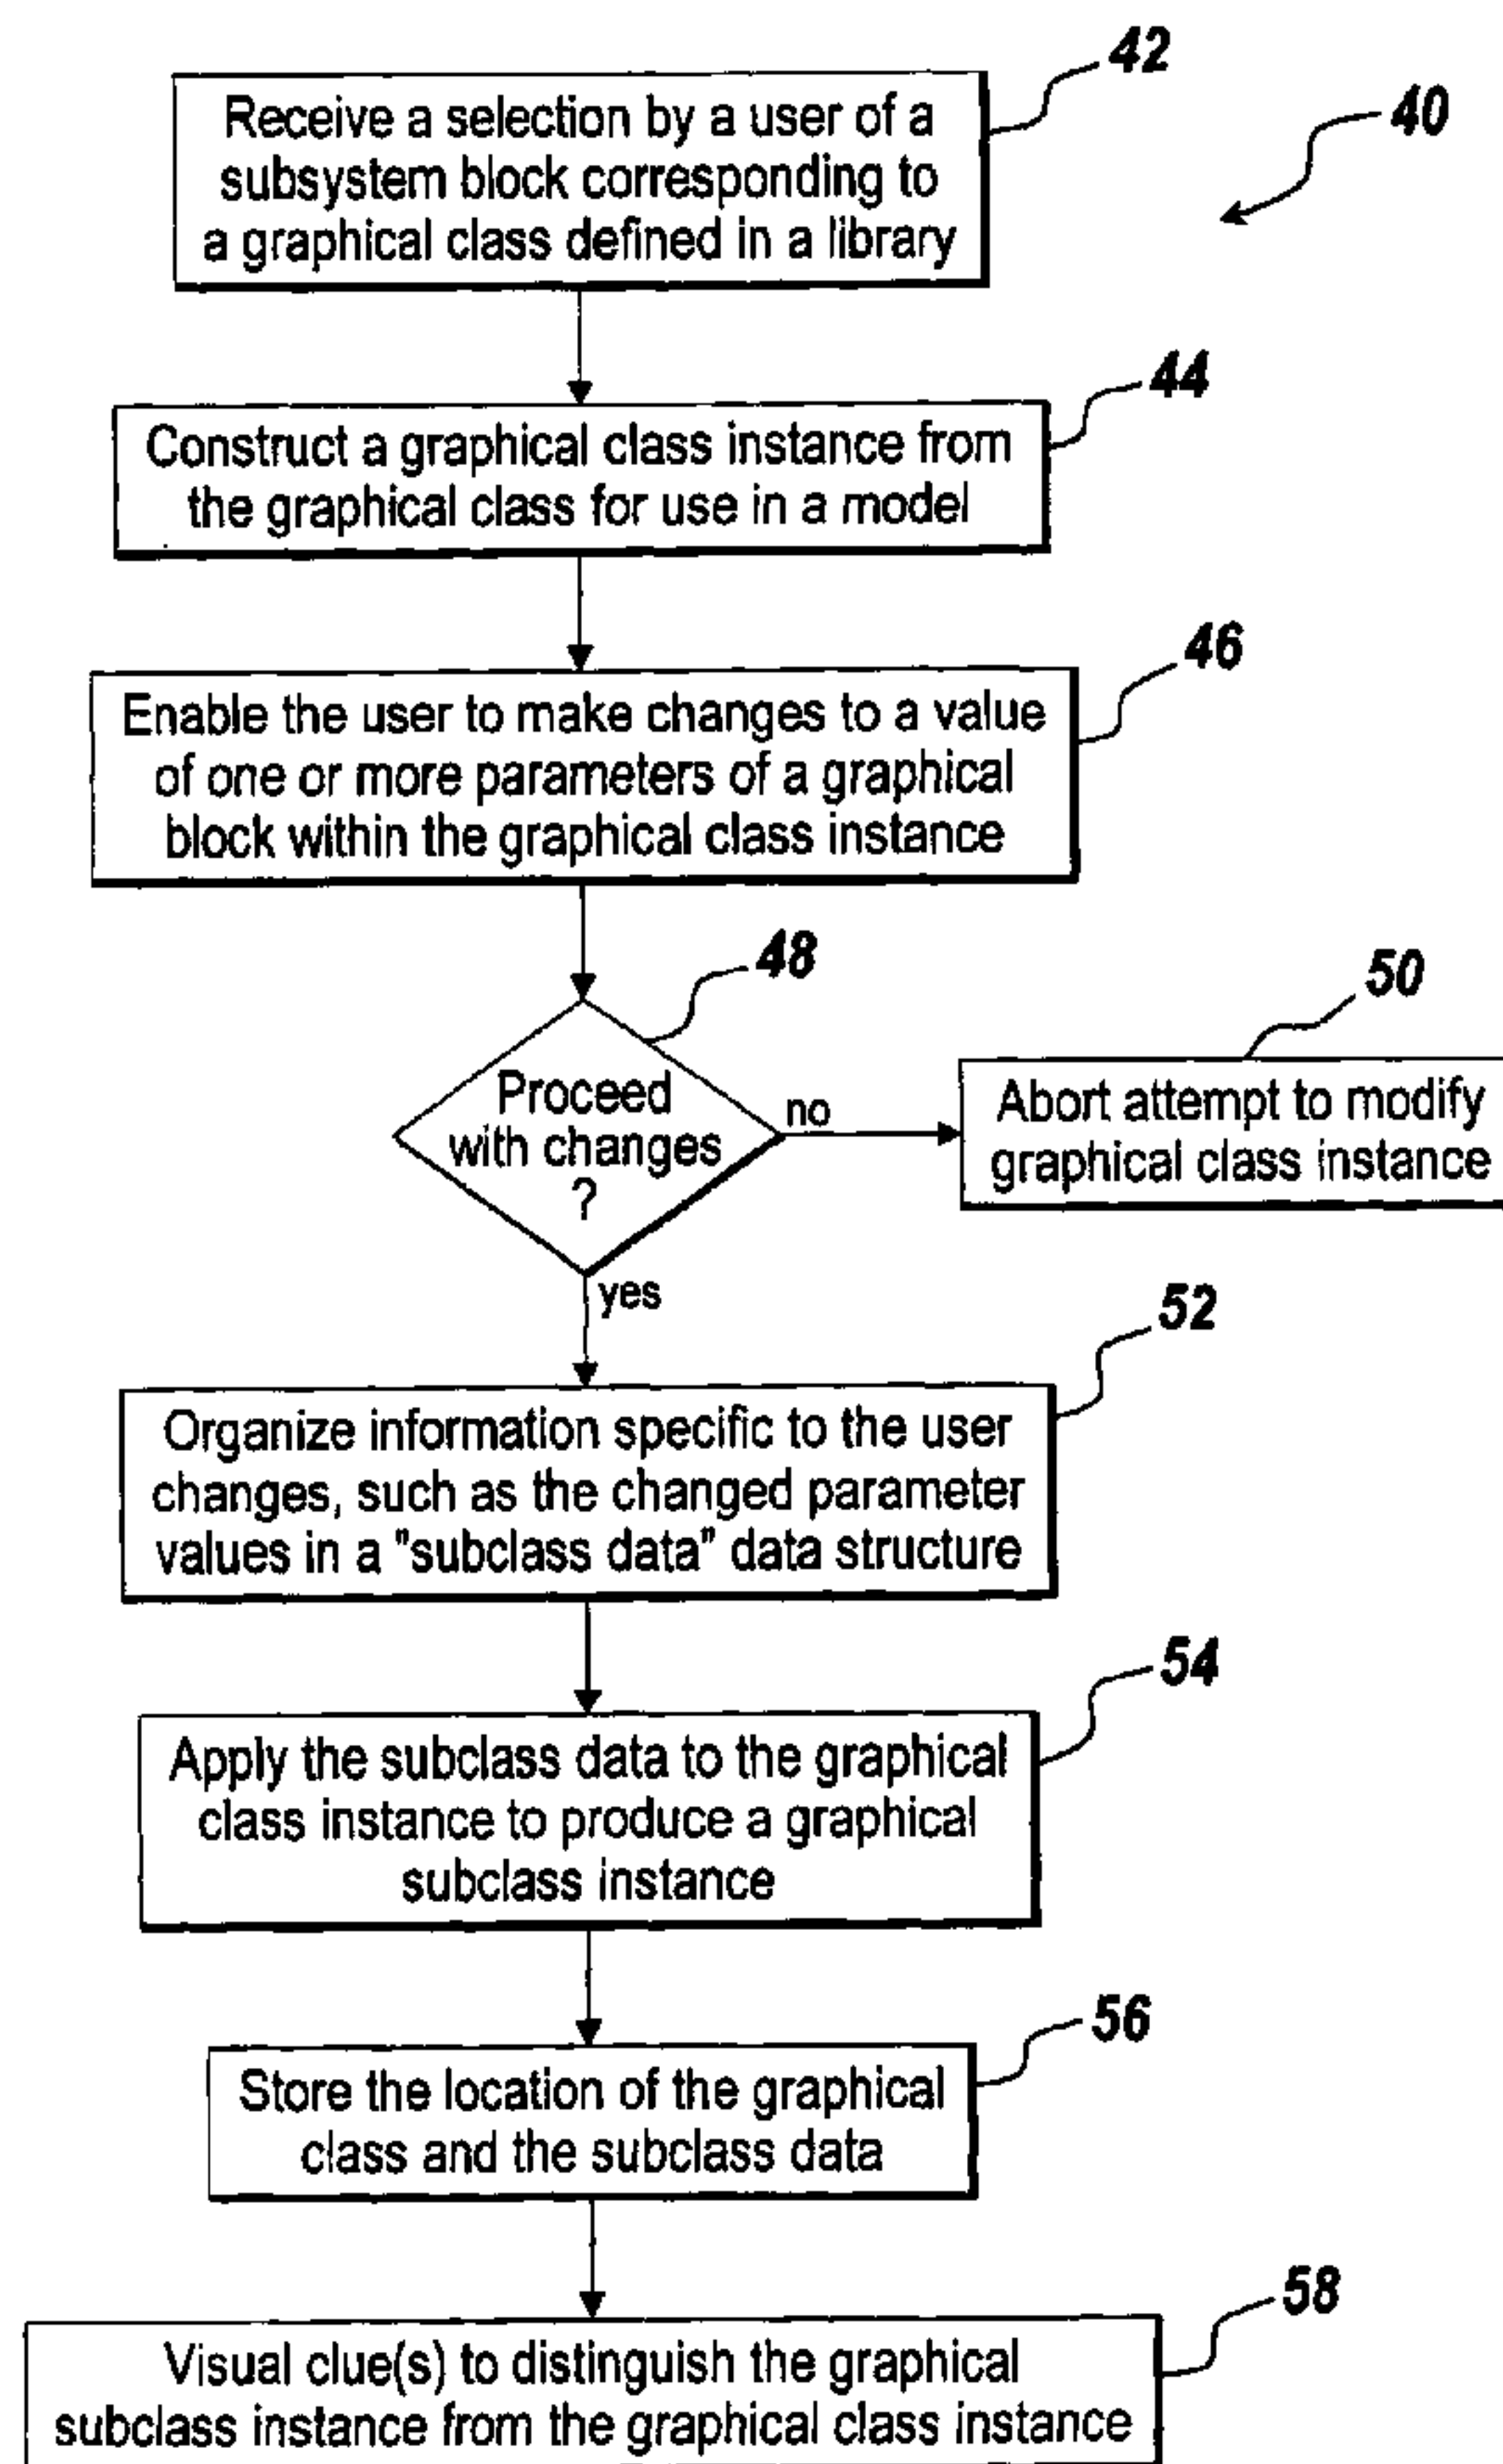 42
40
Receive a selection by a user of a
subsystem block corresponding to
a graphical class defined in a library
44
Construct a graphical class instance from
the graphical class for use in a model
46
Enable the user to make changes to a value
of one or more parameters of a graphical
block within the graphical class instance
48
Proceed
with changes
?
no
50
Abort attempt to modify
graphical class instance
yes
52
Organize information specific to the user
changes, such as the changed parameter
values in a "subclass data" data structure
54
Apply the subclass data to the graphical
class instance to produce a graphical
subclass instance
56
Store the location of the graphical
class and the subclass data
58
Visual clue(s) to distinguish the graphical
subclass instance from the graphical class instance